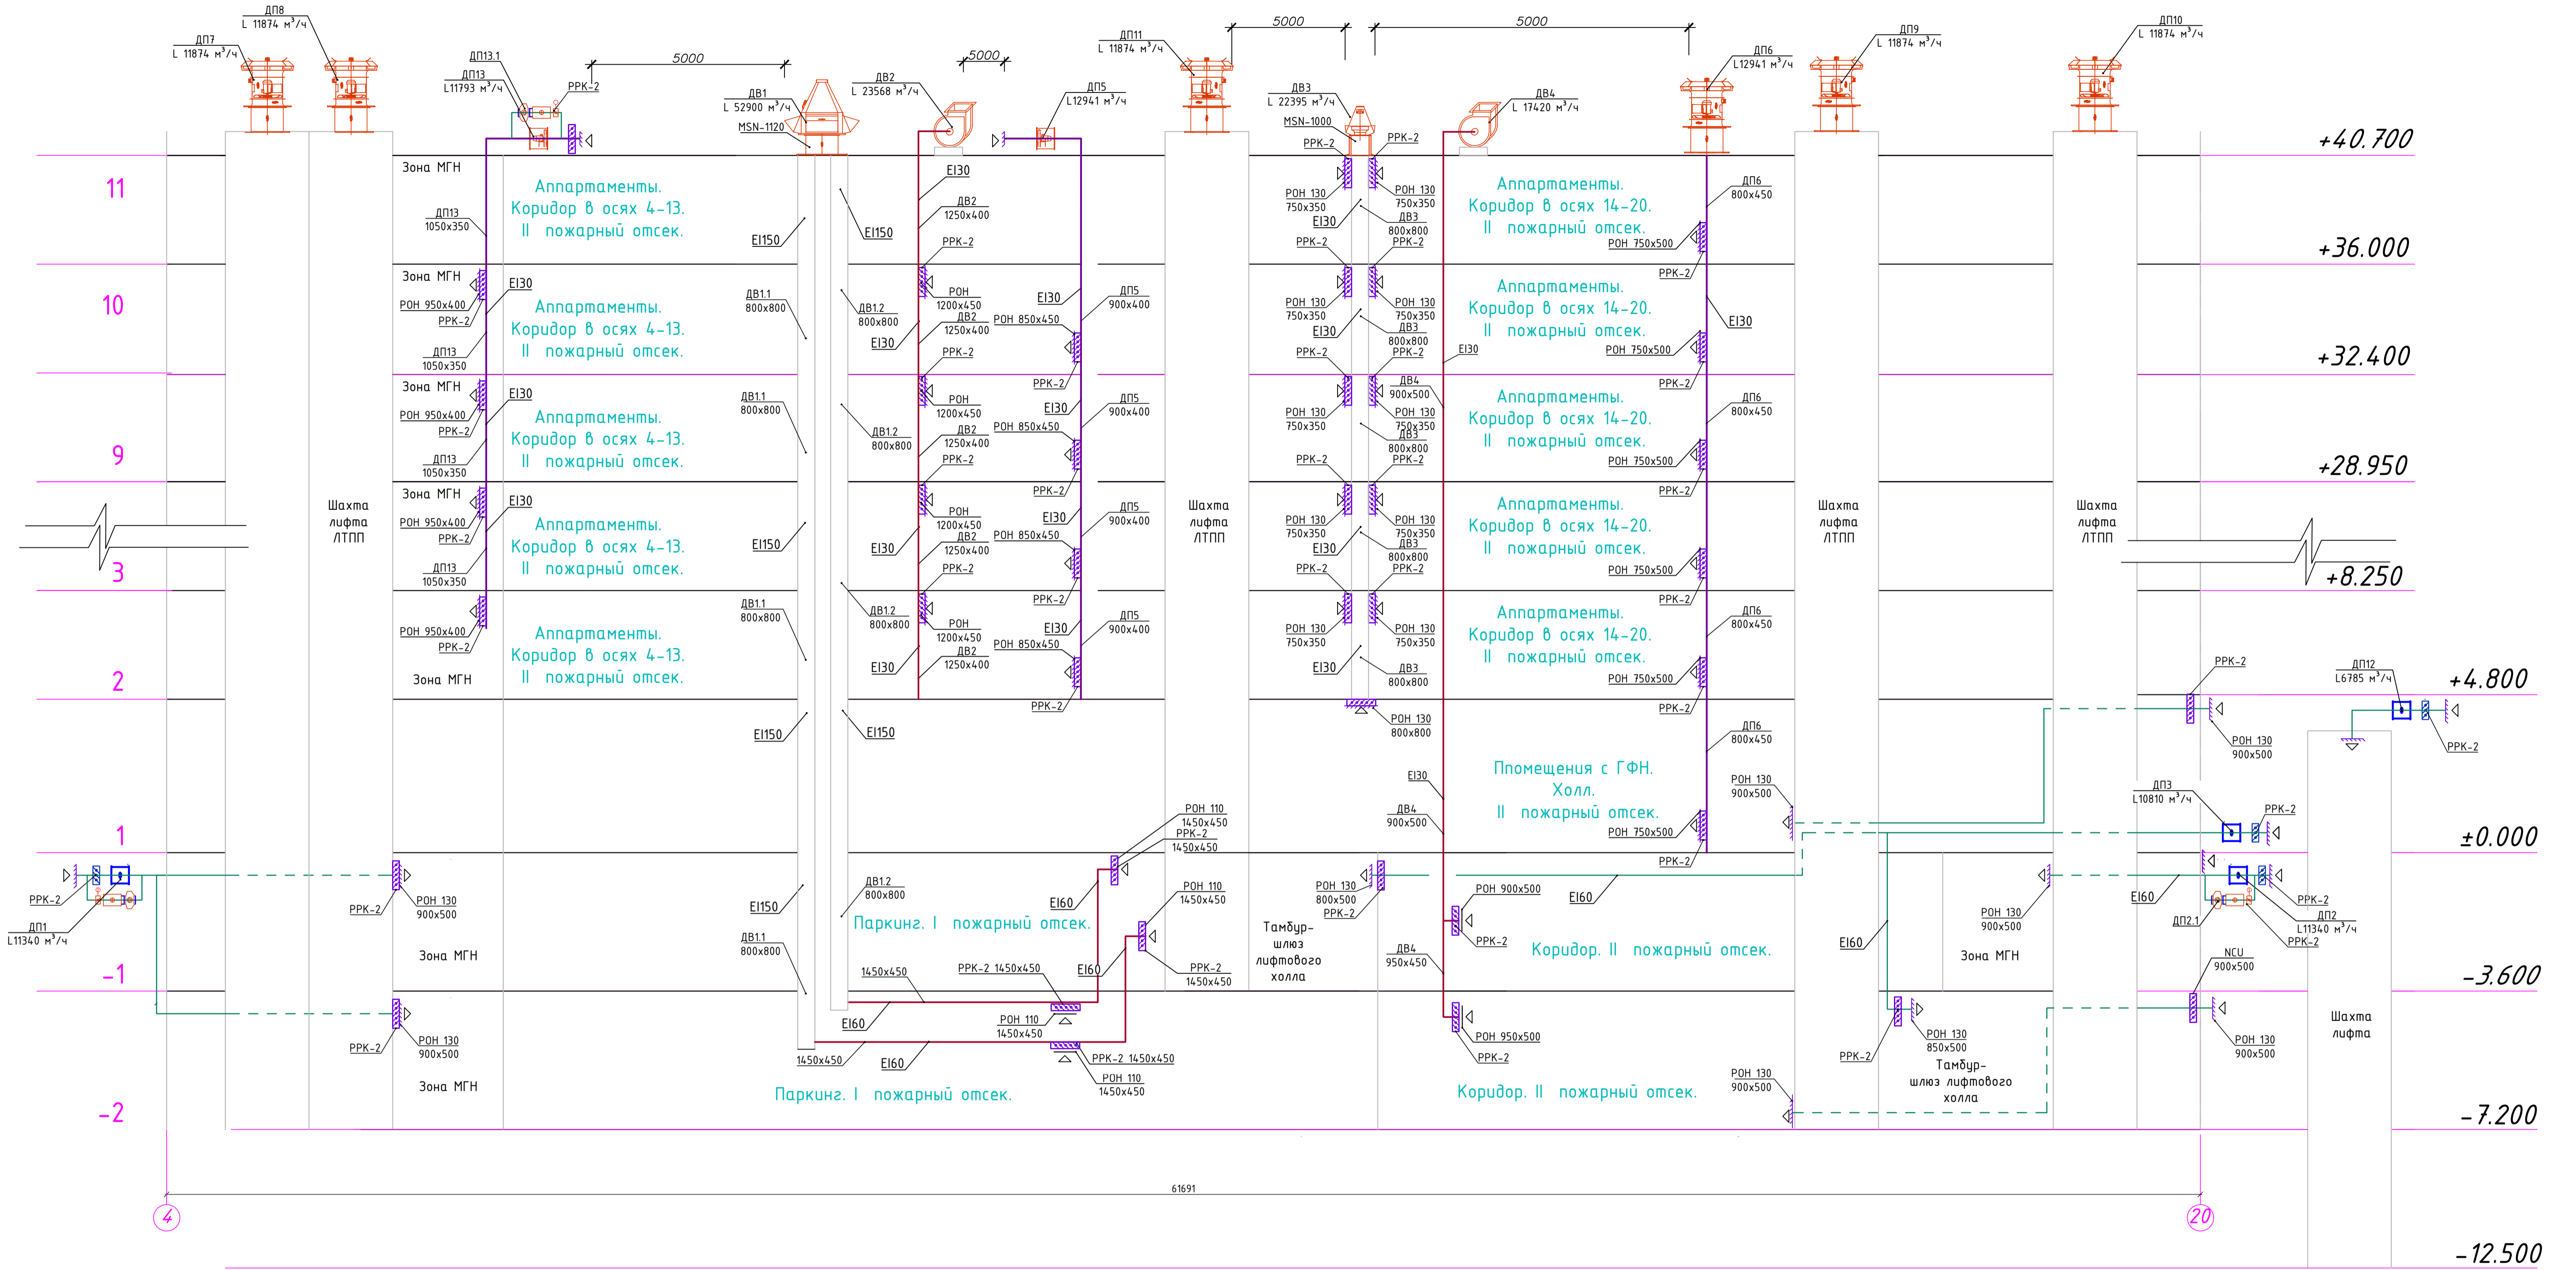 ДП8
L 11874 м³/ч
ДП7
L 11874 м³/ч
ДП13.1
ДП13
L11793 м³/ч
РРК-2
5000
ДВ1
L 52900 м³/ч
MSN-1120
ДВ2
L 23568 м³/ч
5000
ДП5
L12941 м³/ч
ДП11
L 11874 м³/ч
5000
5000
ДВ3
L 22395 м³/ч
MSN-1000
РРК-2
РРК-2
ДВ4
L 17420 м³/ч
ДП6
L12941 м³/ч
ДП9
L 11874 м³/ч
ДП10
L 11874 м³/ч
+40.700
11
Зона МГН
Аппартаменты.
Коридор в осях 4-13.
II пожарный отсек.
ДП13
1050х350
EI150
EI150
EI30
ДВ2
1250х400
РРК-2
РОН 130
750х350
РОН 130
750х350
EI30
ДВ3
800х800
РРК-2
РРК-2
Аппартаменты.
Коридор в осях 14-20.
II пожарный отсек.
РОН 750х500
РРК-2
ДП6
800х450
+36.000
10
Зона МГН
РОН 950х400
РРК-2
EI30
ДП13
1050х350
Аппартаменты.
Коридор в осях 4-13.
II пожарный отсек.
ДВ1.1
800х800
ДВ1.2
800х800
РОН
1200х450
ДВ2
1250х400
EI30
РРК-2
EI30
РОН 850х450
РРК-2
ДП5
900х400
РОН 130
750х350
РОН 130
750х350
EI30
ДВ3
800х800
РРК-2
РРК-2
EI30
Аппартаменты.
Коридор в осях 14-20.
II пожарный отсек.
РОН 750х500
РРК-2
EI30
+32.400
9
Зона МГН
РОН 950х400
РРК-2
EI30
ДП13
1050х350
Аппартаменты.
Коридор в осях 4-13.
II пожарный отсек.
ДВ1.1
800х800
ДВ1.2
800х800
РОН
1200х450
ДВ2
1250х400
РРК-2
EI30
РОН 850х450
РРК-2
ДП5
900х400
РОН 130
750х350
РОН 130
750х350
ДВ3
800х800
РРК-2
РРК-2
ДВ4
900х500
Аппартаменты.
Коридор в осях 14-20.
II пожарный отсек.
РОН 750х500
РРК-2
ДП6
800х450
+28.950
3
Шахта
лифта
ЛТПП
Зона МГН
РОН 950х400
РРК-2
EI30
ДП13
1050х350
Аппартаменты.
Коридор в осях 4-13.
II пожарный отсек.
EI150
РОН
1200х450
EI30
ДВ2
1250х400
РРК-2
EI30
РОН 850х450
РРК-2
ДП5
900х400
Шахта
лифта
ЛТПП
РОН 130
750х350
РОН 130
750х350
EI30
ДВ3
800х800
РРК-2
РРК-2
Аппартаменты.
Коридор в осях 14-20.
II пожарный отсек.
РОН 750х500
РРК-2
Шахта
лифта
ЛТПП
Шахта
лифта
ЛТПП
+8.250
2
РОН 950х400
РРК-2
Зона МГН
Аппартаменты.
Коридор в осях 4-13.
II пожарный отсек.
ДВ1.1
800х800
ДВ1.2
800х800
РОН
1200х450
EI30
ДВ2
1250х400
EI30
РОН 850х450
РРК-2
ДП5
900х400
РОН 130
750х350
РОН 130
750х350
EI30
ДВ3
800х800
Аппартаменты.
Коридор в осях 14-20.
II пожарный отсек.
РОН 750х500
РРК-2
ДП6
800х450
РРК-2
ДП12
L6785 м³/ч
+4.800
1
EI150
EI150
РОН 130
800х800
EI30
ДВ4
900х500
Ппомещения с ГФН.
Холл.
II пожарный отсек.
РОН 750х500
РРК-2
ДП6
800х450
РОН 130
900х500
РОН 130
900х500
РРК-2
ДП3
L10810 м³/ч
РРК-2
±0.000
РРК-2
ДП1
L11340 м³/ч
РРК-2
РОН 130
900х500
Зона МГН
EI150
ДВ1.1
800х800
ДВ1.2
800х800
Паркинг. I пожарный отсек.
РОН 110
1450х450
РРК-2
1450х450
EI60
РОН 110
1450х450
EI60
РРК-2
1450х450
Тамбур-
шлюз
лифтового
холла
РОН 130
800х500
РРК-2
РОН 900х500
РРК-2
ДВ4
950х450
EI60
Коридор. II пожарный отсек.
EI60
РОН 130
900х500
Зона МГН
EI60
РРК-2
ДП2
L11340 м³/ч
ДП2.1
РРК-2
NCU
900х500
-1
-3.600
1450х450
РРК-2 1450х450
EI60
РОН 110
1450х450
1450х450
EI60
РРК-2 1450х450
РОН 110
1450х450
РРК-2
РОН 130
900х500
Зона МГН
Паркинг. I пожарный отсек.
РОН 950х500
РРК-2
Коридор. II пожарный отсек.
РОН 130
900х500
РРК-2
РОН 130
850х500
Тамбур-
шлюз лифтового
холла
РОН 130
900х500
Шахта
лифта
-2
-7.200
61691
4
20
-12.500